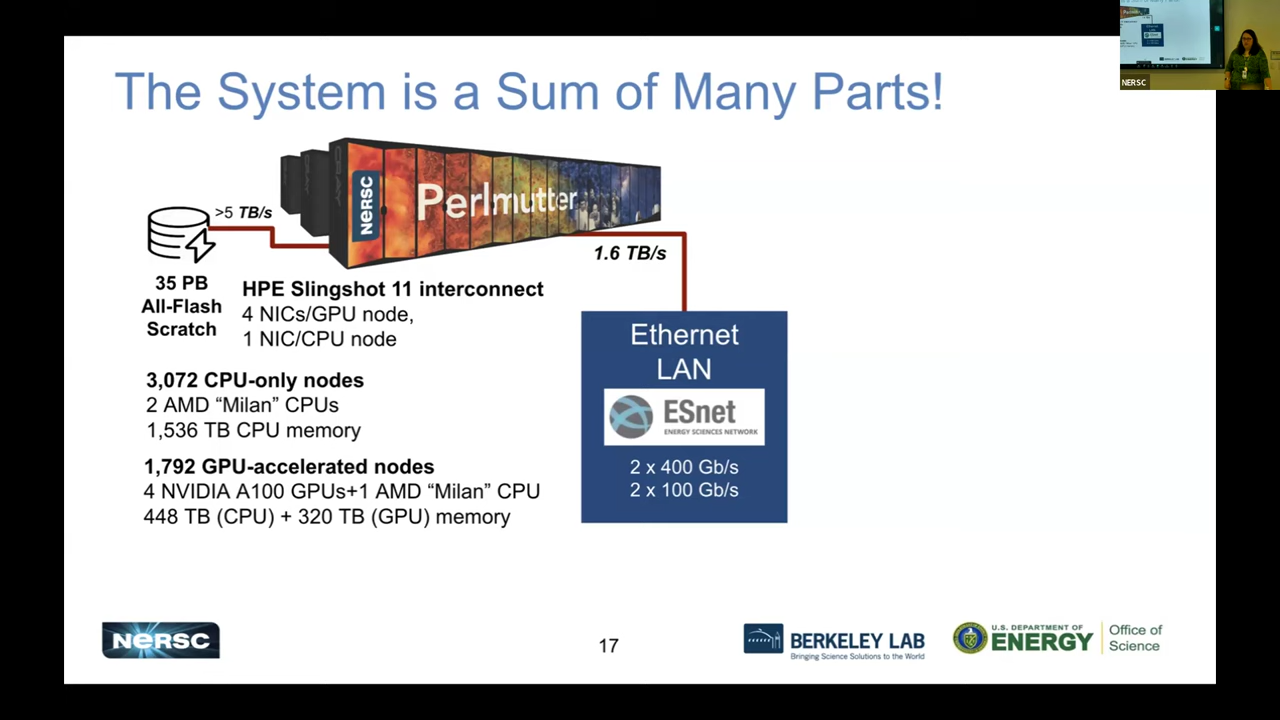 The System is a Sum of Many Parts!
NERSC
Perlmutter
>5 TB/s
1.6 TB/s
35 PB
All-Flash
Scratch
HPE Slingshot 11 interconnect
4 NICs/GPU node,
1 NIC/CPU node
3,072 CPU-only nodes
2 AMD “Milan” CPUs
1,536 TB CPU memory
1,792 GPU-accelerated nodes
4 NVIDIA A100 GPUs+1 AMD “Milan” CPU
448 TB (CPU) + 320 TB (GPU) memory
Ethernet
LAN
ESnet
ENERGY SCIENCES NETWORK
2 x 400 Gb/s
2 x 100 Gb/s
NERSC
17
BERKELEY LAB
Bringing Science Solutions to the World
U.S. DEPARTMENT OF
ENERGY
Office of
Science
NERSC